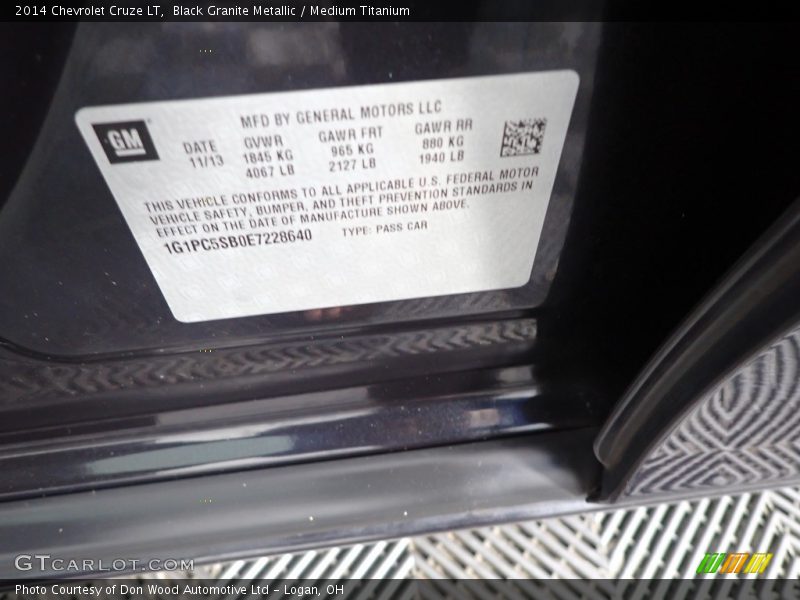 2014 Chevrolet Cruze LT,  Black Granite Metallic / Medium Titanium
GM
MFD BY GENERAL MOTORS LLC
DATE GVWR GAWR FRT GAWR RR
11/13 1845 KG 965 KG 880 KG
4067 LB 2127 LB 1940 LB
THIS VEHICLE CONFORMS TO ALL APPLICABLE U.S. FEDERAL MOTOR
VEHICLE SAFETY, BUMPER, AND THEFT PREVENTION STANDARDS IN
EFFECT ON THE DATE OF MANUFACTURE SHOWN ABOVE.
1G1PC5SB0E7228640 TYPE: PASS CAR
GTCARLOT.COM
Photo Courtesy of Don Wood Automotive Ltd - Logan, OH